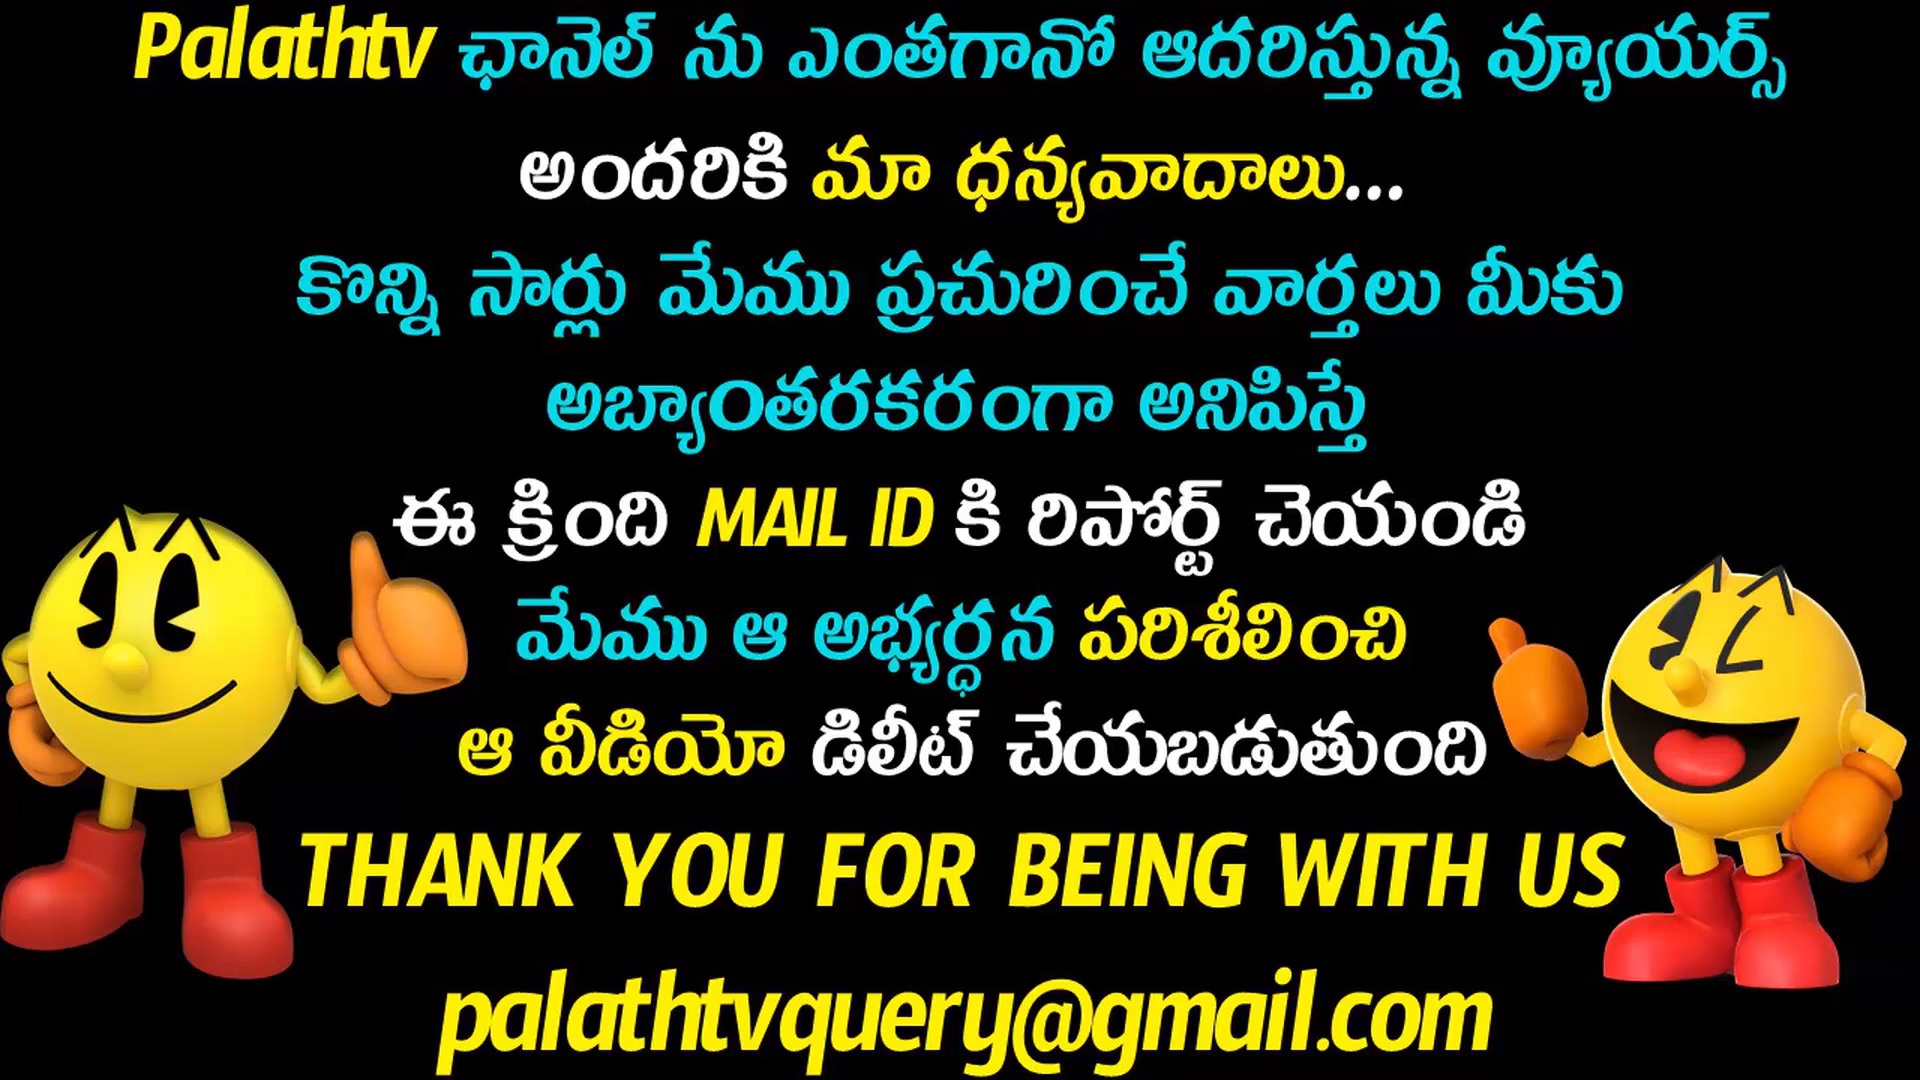 Palathtv ఛానెల్ ను ఎంతగానో ఆదరిస్తున్న వ్యూయర్స్
అందరికి మా ధన్యవాదాలు...
కొన్ని సార్లు మేము ప్రచురించే వార్తలు మీకు
అబ్యాంతరకరంగా అనిపిస్తే
ఈ క్రింది MAIL ID కి రిపోర్ట్ చెయండి
మేము ఆ అభ్యర్ధన పరిశీలించి
ఆ వీడియో డిలీట్ చేయబడుతుంది
THANK YOU FOR BEING WITH US
palathtvquery@gmail.com